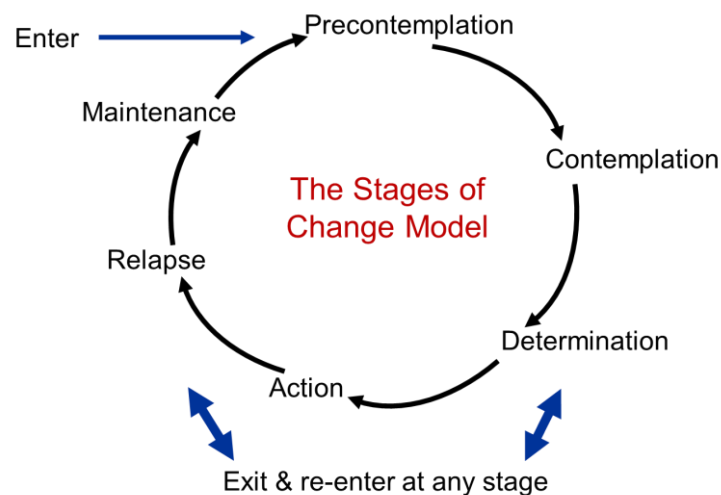 Enter
Precontemplation
Maintenance
Contemplation
The Stages of
Change Model
Relapse
Determination
Action
Exit & re-enter at any stage